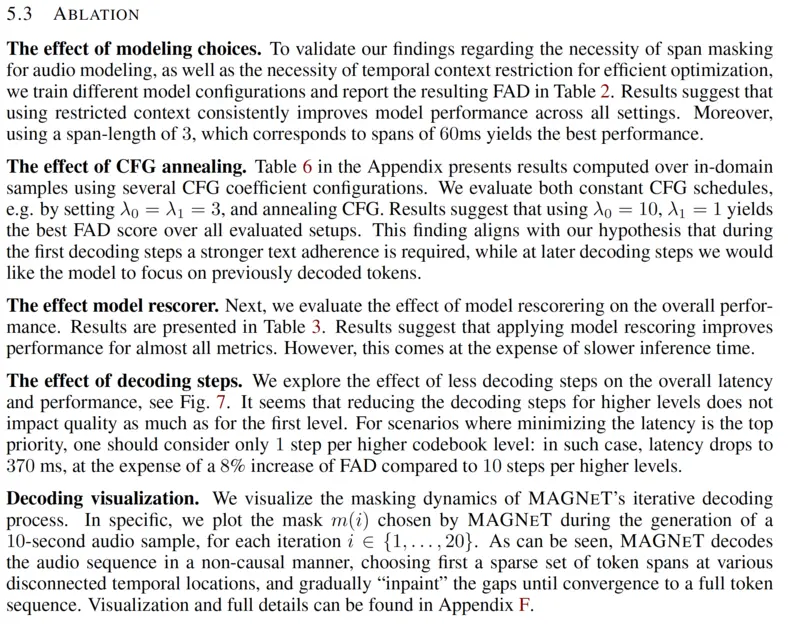 5.3 ABLATION
The effect of modeling choices. To validate our findings regarding the necessity of span masking
for audio modeling, as well as the necessity of temporal context restriction for efficient optimization,
we train different model configurations and report the resulting FAD in Table 2. Results suggest that
using restricted context consistently improves model performance across all settings. Moreover,
using a span-length of 3, which corresponds to spans of 60ms yields the best performance.
The effect of CFG annealing. Table 6 in the Appendix presents results computed over in-domain
samples using several CFG coefficient configurations. We evaluate both constant CFG schedules,
e.g. by setting λ₀ = λ₁ = 3, and annealing CFG. Results suggest that using λ₀ = 10, λ₁ = 1 yields
the best FAD score over all evaluated setups. This finding aligns with our hypothesis that during
the first decoding steps a stronger text adherence is required, while at later decoding steps we would
like the model to focus on previously decoded tokens.
The effect model rescorer. Next, we evaluate the effect of model rescorering on the overall perfor-
mance. Results are presented in Table 3. Results suggest that applying model rescoring improves
performance for almost all metrics. However, this comes at the expense of slower inference time.
The effect of decoding steps. We explore the effect of less decoding steps on the overall latency
and performance, see Fig. 7. It seems that reducing the decoding steps for higher levels does not
impact quality as much as for the first level. For scenarios where minimizing the latency is the top
priority, one should consider only 1 step per higher codebook level: in such case, latency drops to
370 ms, at the expense of a 8% increase of FAD compared to 10 steps per higher levels.
Decoding visualization. We visualize the masking dynamics of MAGNET's iterative decoding
process. In specific, we plot the mask m(i) chosen by MAGNET during the generation of a
10-second audio sample, for each iteration i ∈ {1, . . . , 20}. As can be seen, MAGNET decodes
the audio sequence in a non-causal manner, choosing first a sparse set of token spans at various
disconnected temporal locations, and gradually “inpaint” the gaps until convergence to a full token
sequence. Visualization and full details can be found in Appendix F.